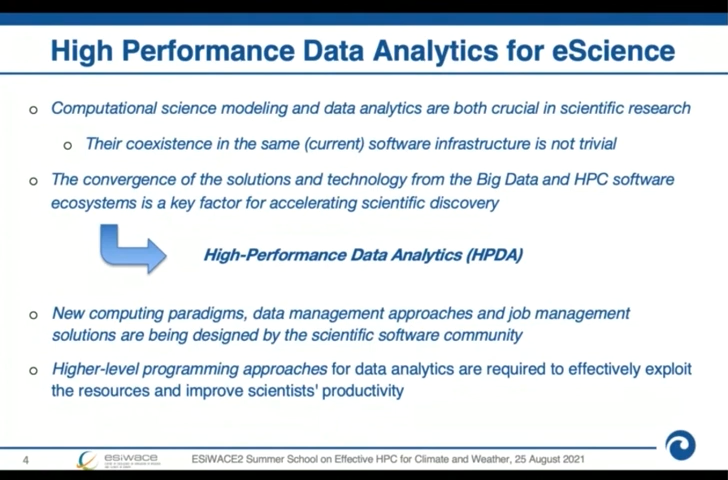 High Performance Data Analytics for eScience
Computational science modeling and data analytics are both crucial in scientific research
Their coexistence in the same (current) software infrastructure is not trivial
The convergence of the solutions and technology from the Big Data and HPC software
ecosystems is a key factor for accelerating scientific discovery
High-Performance Data Analytics (HPDA)
New computing paradigms, data management approaches and job management
solutions are being designed by the scientific software community
Higher-level programming approaches for data analytics are required to effectively exploit
the resources and improve scientists' productivity
4
esiwace
ESiWACE2 Summer School on Effective HPC for Climate and Weather, 25 August 2021